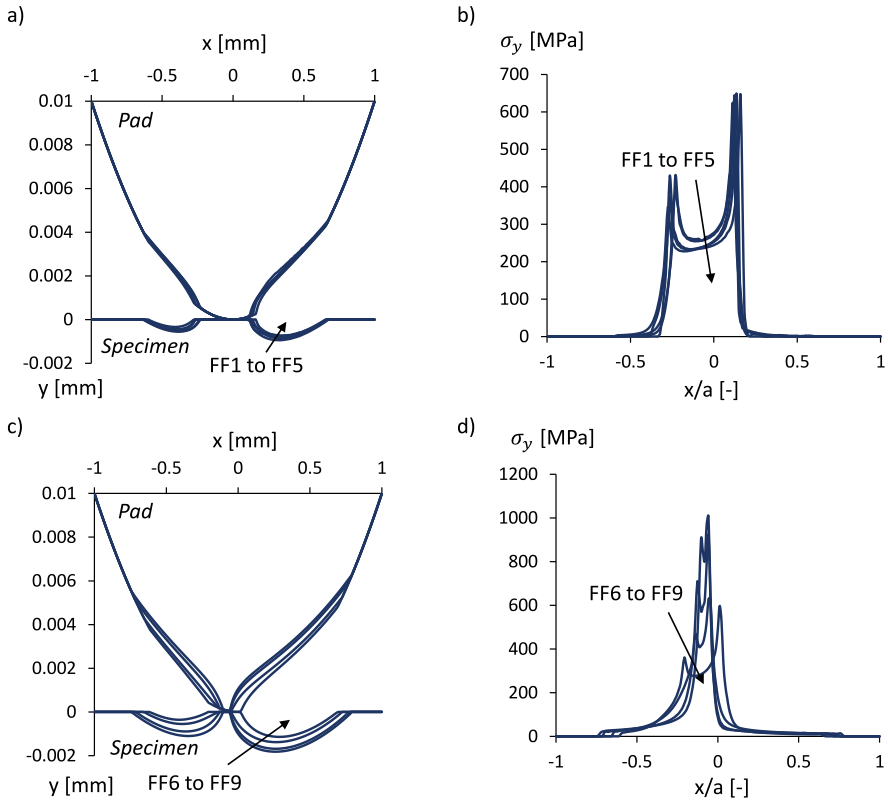 a)
x [mm]
-1 -0.5 0 0.5 1
0.01
0.008
0.006
0.004
0.002
0
-0.002
Pad
Specimen
FF1 to FF5
y [mm]
b)
σy [MPa]
700
600
500
400
300
200
100
0
FF1 to FF5
-1 -0.5 0 0.5 1
x/a [-]
c)
x [mm]
-1 -0.5 0 0.5 1
0.01
0.008
0.006
0.004
0.002
0
-0.002
Pad
Specimen
FF6 to FF9
y [mm]
d)
σy [MPa]
1200
1000
800
600
400
200
0
FF6 to FF9
-1 -0.5 0 0.5 1
x/a [-]